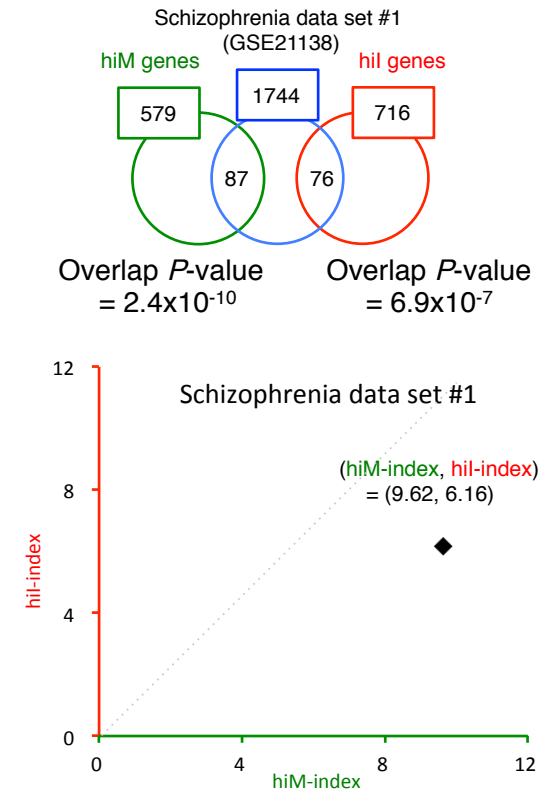 Schizophrenia data set #1
(GSE21138)
hiM genes
hiI genes
579
1744
716
87
76
Overlap P-value
= 2.4x10⁻¹⁰
Overlap P-value
= 6.9x10⁻⁷
Schizophrenia data set #1
(hiM-index, hiI-index)
= (9.62, 6.16)
12
8
4
0
hiI-index
0
4
8
12
hiM-index